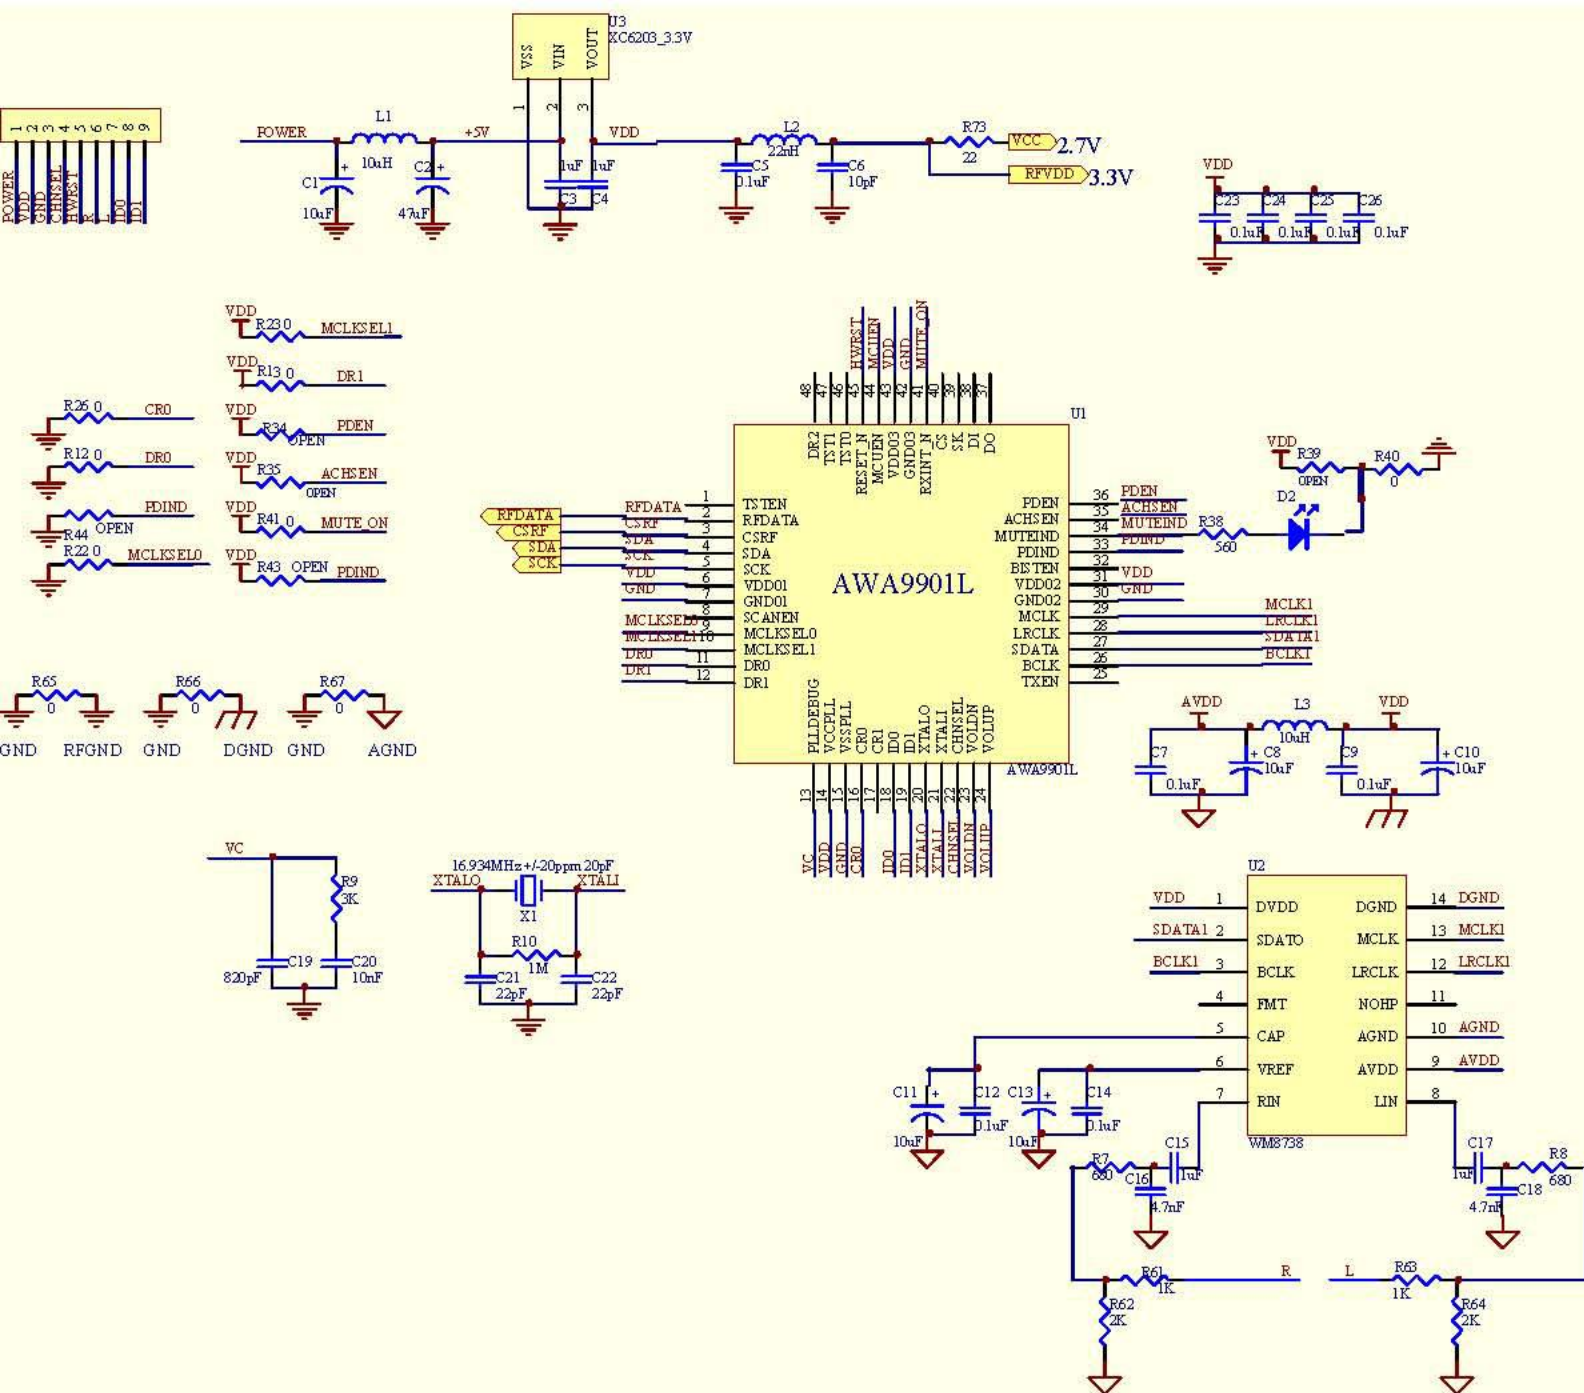 U3
XC6203_3.3V
VSS
VIN
VOUT
1
2
3
1
2
3
4
5
6
7
8
9
POWER
VDD
GND
CHNSEL
HWRST
R
L
ID0
ID1
POWER
L1
10uH
+5V
C1
10uF
C2
47uF
1uF
1uF
C3
C4
VDD
L2
22nH
C5
0.1uF
C6
10pF
R73
22
VCC
2.7V
RFVDD
3.3V
VDD
C23
C24
C25
C26
0.1uF
0.1uF
0.1uF
0.1uF
VDD
R23 0
MCLKSEL1
VDD
R13 0
DR1
R26 0
CR0
VDD
R34
OPEN
PDEN
R12 0
DR0
VDD
R35
OPEN
ACHSEN
PDIND
OPEN
R44
VDD
R41 0
MUTE_ON
R22 0
MCLKSEL0
VDD
R43 OPEN
PDIND
HWRST
MCUEN
VDD
GND
MUTE_ON
48
47
46
45
44
43
42
41
40
39
38
37
U1
DR2
TST1
TST0
RESET_N
MCUEN
VDD03
GND03
RXINT_N
CS
SK
DI
DO
RFDATA
CSRF
SDA
SCK
RFDATA
CSRF
SDA
SCK
VDD
GND
MCLKSEL0
MCLKSEL1
DR0
DR1
1
2
3
4
5
6
7
8
9
10
11
12
TSTEN
RFDATA
CSRF
SDA
SCK
VDD01
GND01
SCANEN
MCLKSEL0
MCLKSEL1
DR0
DR1
AWA9901L
PDEN
ACHSEN
MUTEIND
PDIND
BISTEN
VDD02
GND02
MCLK
LRCLK
SDATA
BCLK
TXEN
36
35
34
33
32
31
30
29
28
27
26
25
PDEN
ACHSEN
MUTEIND
PDIND
VDD
GND
MCLK1
LRCLK1
SDATA1
BCLK1
R38
560
D2
VDD
R39
OPEN
R40
0
PLLDEBUG
VCCPLL
VSSPLL
CR0
CR1
ID0
ID1
XTALO
XTALI
CHNSEL
VOLDN
VOLUP
AWA9901L
13
14
15
16
17
18
19
20
21
22
23
24
VC
VDD
GND
CR0
ID0
ID1
XTALO
XTALI
CHNSEL
VOLDN
VOLUP
R65
0
GND
RFGND
R66
0
GND
DGND
R67
0
GND
AGND
AVDD
L3
10uH
VDD
C7
0.1uF
C8
10uF
C9
0.1uF
C10
10uF
VC
R9
3K
C19
820pF
C20
10nF
16.934MHz +/-20ppm 20pF
XTALO
XTALI
X1
R10
1M
C21
22pF
C22
22pF
U2
VDD
1
DVDD
DGND
14
DGND
SDATA1
2
SDATO
MCLK
13
MCLK1
BCLK1
3
BCLK
LRCLK
12
LRCLK1
4
FMT
NOHP
11
5
CAP
AGND
10
AGND
6
VREF
AVDD
9
AVDD
7
RIN
LIN
8
WM8738
C11
10uF
C12
0.1uF
C13
10uF
C14
0.1uF
R7
680
C15
1uF
C16
4.7nF
C17
1uF
R8
680
C18
4.7nF
R61
1K
R
L
R63
1K
R62
2K
R64
2K